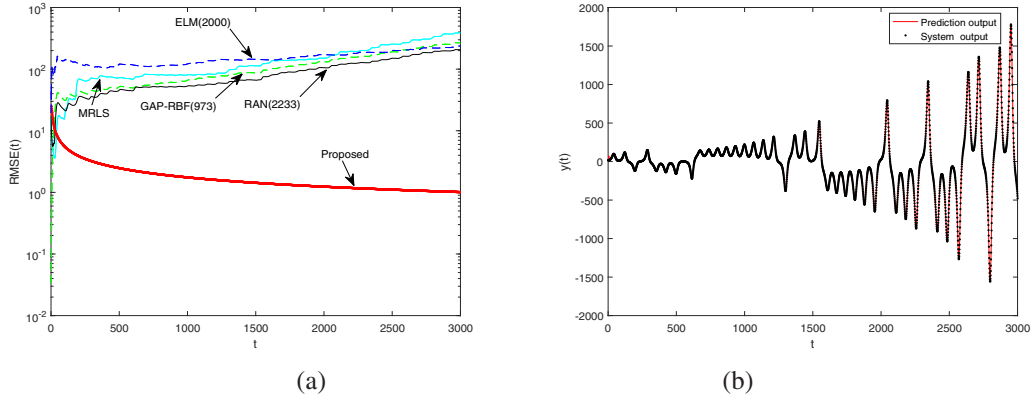 10^3
10^2
10^1
10^0
10^-1
10^-2
RMSE(t)
ELM(2000)
MRLS
GAP-RBF(973)
RAN(2233)
Proposed
0 500 1000 1500 2000 2500 3000
t
(a)
2000
1500
1000
500
0
-500
-1000
-1500
-2000
y(t)
Prediction output
System output
0 500 1000 1500 2000 2500 3000
t
(b)